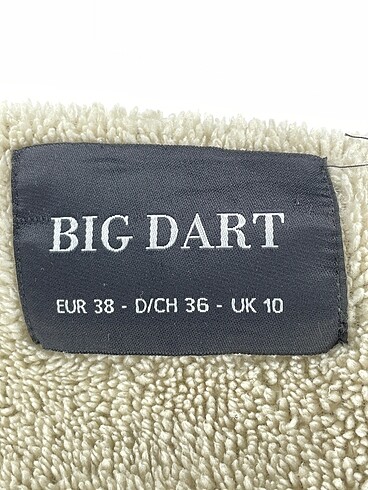 BIG DART
EUR 38 - D/CH 36 - UK 10